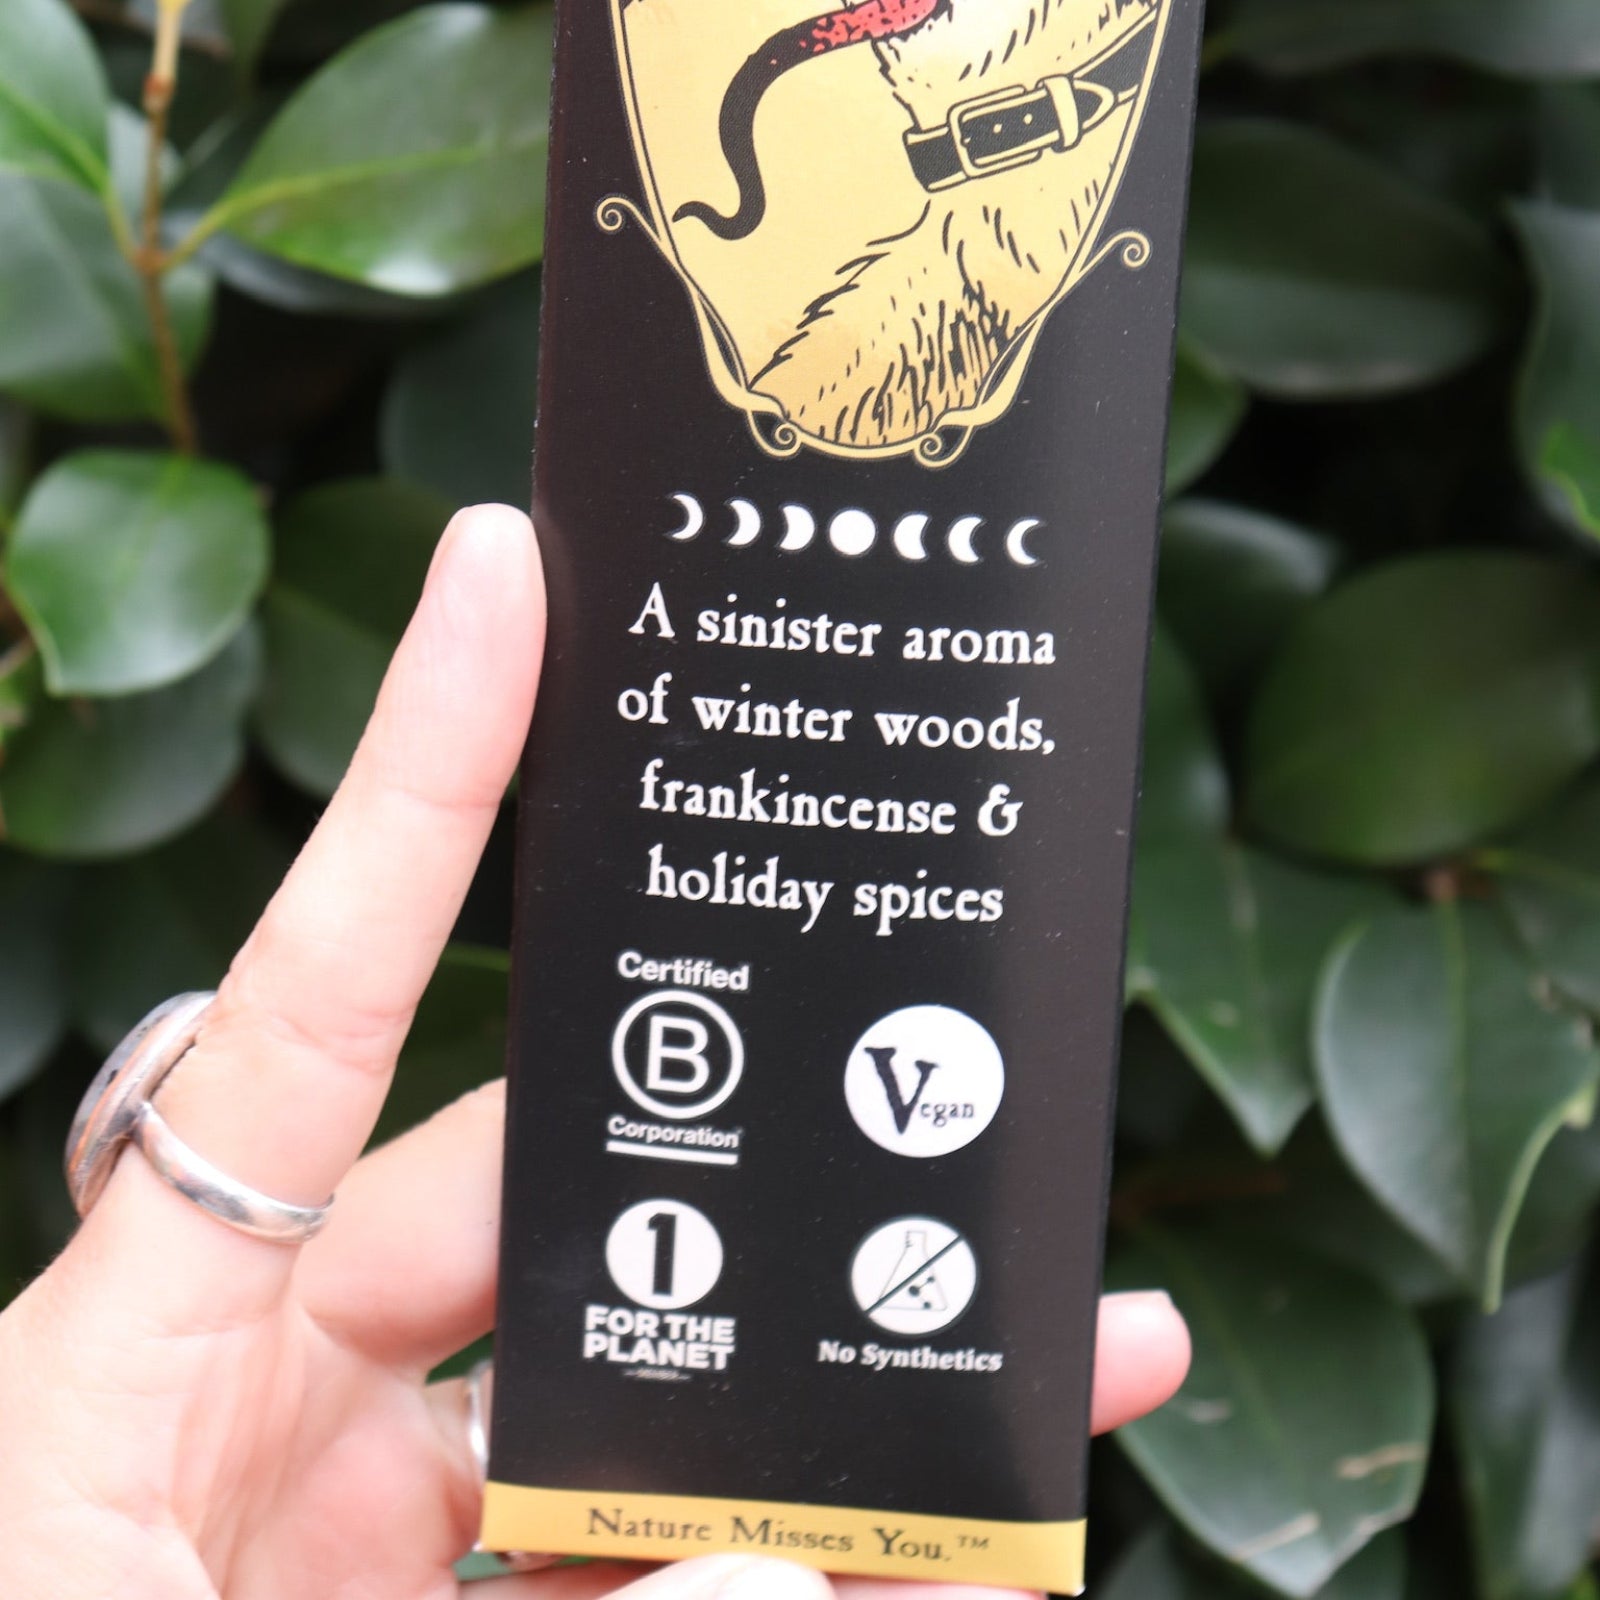 A sinister aroma
of winter woods,
frankincense &
holiday spices
Certified
B
Corporation
Vegan
1
FOR THE
PLANET
No Synthetics
Nature Misses You.™